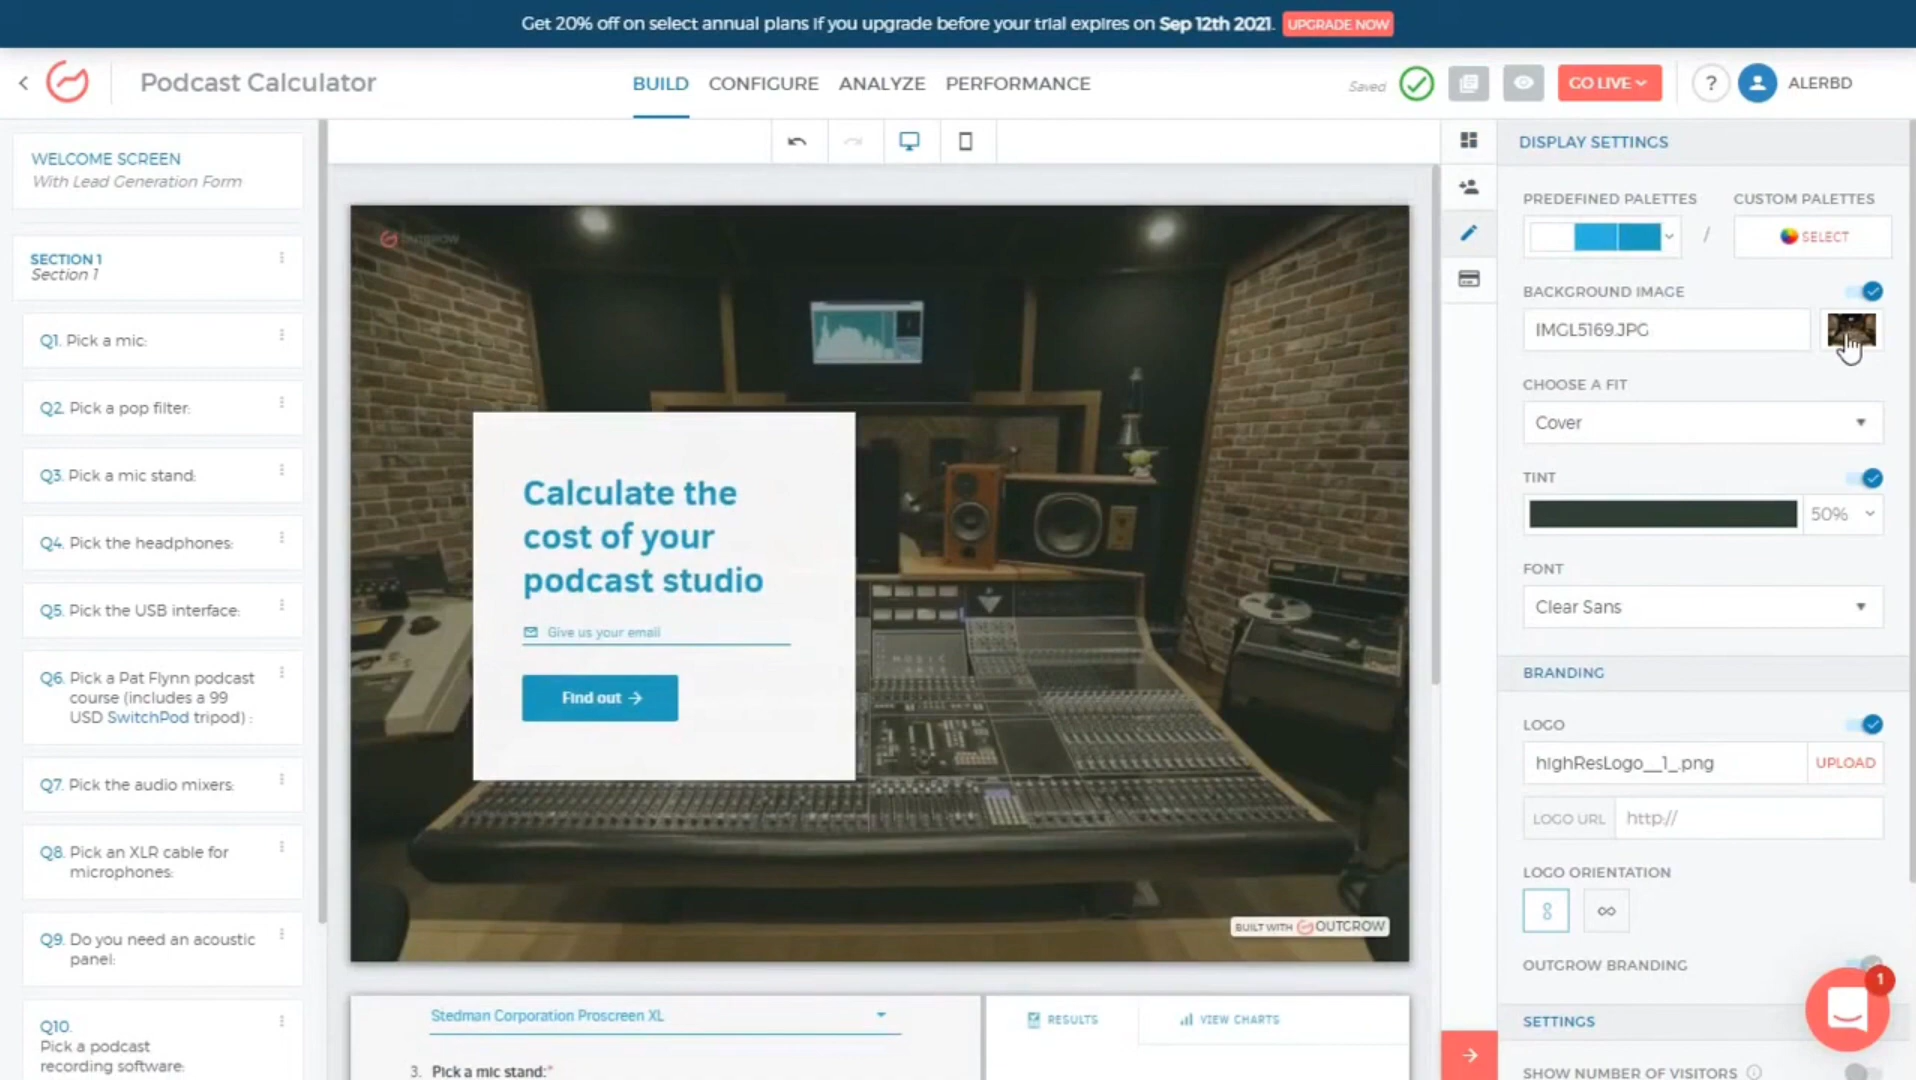 Get 20% off on select annual plans if you upgrade before your trial expires on Sep 12th 2021. UPGRADE NOW
Podcast Calculator
BUILD CONFIGURE ANALYZE PERFORMANCE
Saved
GO LIVE
?
ALERBD
WELCOME SCREEN
With Lead Generation Form
SECTION 1
Section 1
Q1. Pick a mic:
Q2. Pick a pop filter:
Q3. Pick a mic stand:
Q4. Pick the headphones:
Q5. Pick the USB interface:
Q6. Pick a Pat Flynn podcast
course (includes a 99
USD SwitchPod tripod) :
Q7. Pick the audio mixers:
Q8. Pick an XLR cable for
microphones:
Q9. Do you need an acoustic
panel:
Q10.
Pick a podcast
recording software:
OUTGROW
Calculate the
cost of your
podcast studio
Give us your email
Find out →
BUILT WITH OUTGROW
Stedman Corporation Proscreen XL
3. Pick a mic stand:*
RESULTS
VIEW CHARTS
DISPLAY SETTINGS
PREDEFINED PALETTES
/
CUSTOM PALETTES
SELECT
BACKGROUND IMAGE
IMGL5169.JPG
CHOOSE A FIT
Cover
TINT
50%
FONT
Clear Sans
BRANDING
LOGO
highResLogo__1_.png
UPLOAD
LOGO URL http://
LOGO ORIENTATION
OUTGROW BRANDING
1
SETTINGS
SHOW NUMBER OF VISITORS